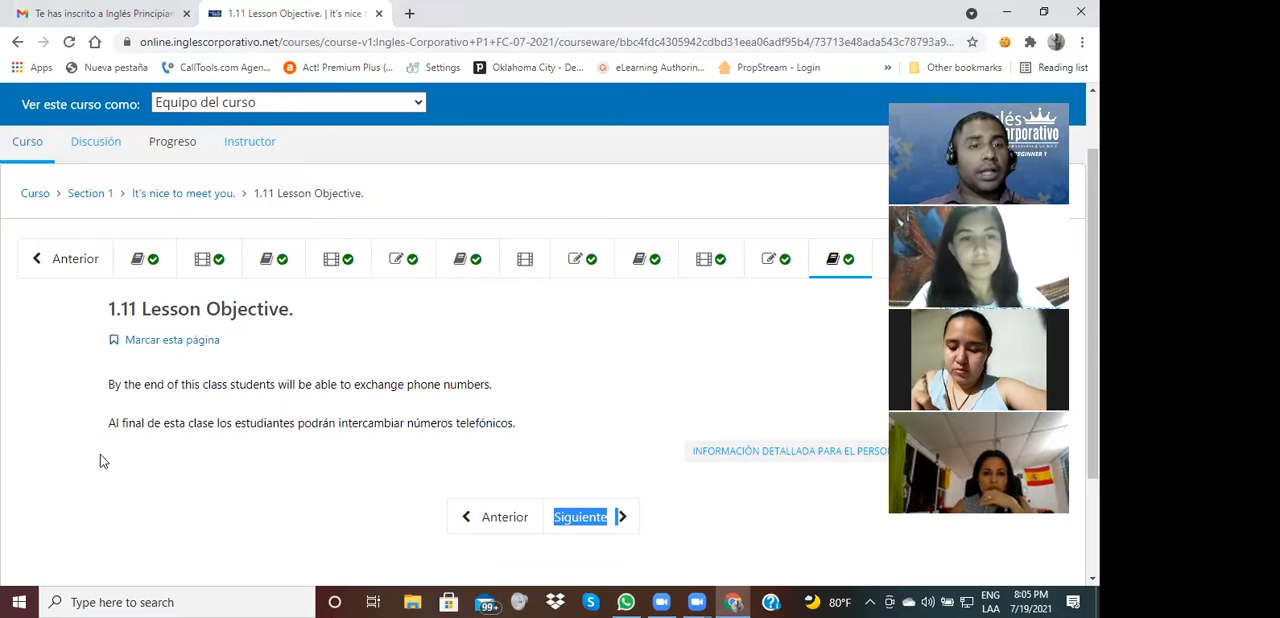 Te has inscrito a Inglés Principian
1.11 Lesson Objective. | It's nice t
online.inglescorporativo.net/courses/course-v1:Ingles-Corporativo+P1+FC-07-2021/courseware/bbc4fdc4305942cdbd31eea06adf95b4/73713e48ada543c78793a9...
Apps
Nueva pestaña
CallTools.com Agen...
Act! Premium Plus (...
Settings
Oklahoma City - De...
eLearning Authorin...
PropStream - Login
»
Other bookmarks
Reading list
Ver este curso como:
Equipo del curso
Curso
Discusión
Progreso
Instructor
glés
orporativo
BEGINNER 1
Curso > Section 1 > It's nice to meet you. > 1.11 Lesson Objective.
Anterior
1.11 Lesson Objective.
Marcar esta página
By the end of this class students will be able to exchange phone numbers.
Al final de esta clase los estudiantes podrán intercambiar números telefónicos.
INFORMACIÓN DETALLADA PARA EL PERSO
Anterior
Siguiente
Type here to search
99+
80°F
ENG
LAA
8:05 PM
7/19/2021